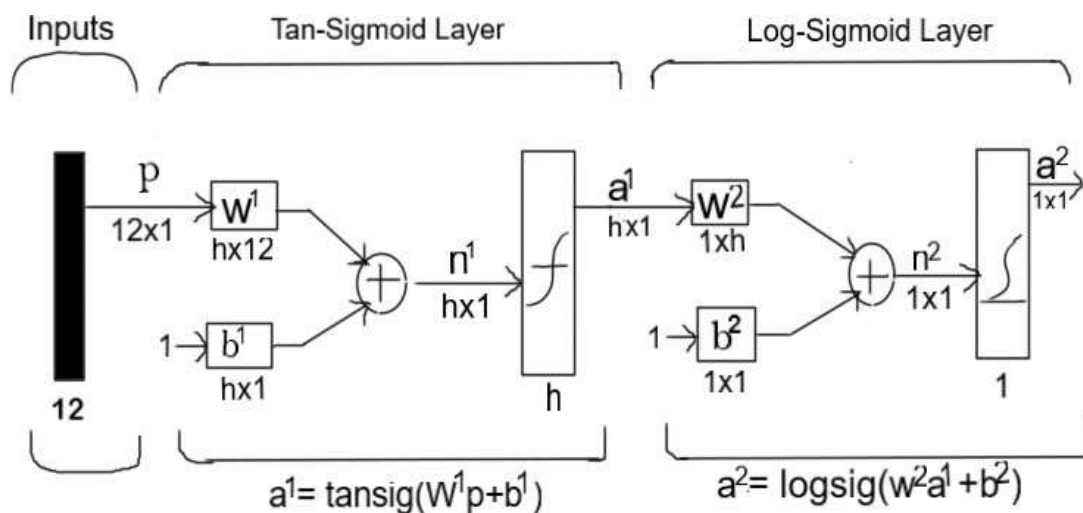 Inputs
Tan-Sigmoid Layer
Log-Sigmoid Layer
p
12x1
W¹
hx12
1
b¹
hx1
+
n¹
hx1
h
a¹
hx1
W²
1xh
1
b²
1x1
+
n²
1x1
1
a²
1x1
12
a¹= tansig(W¹p+b¹)
a²= logsig(w²a¹+b²)